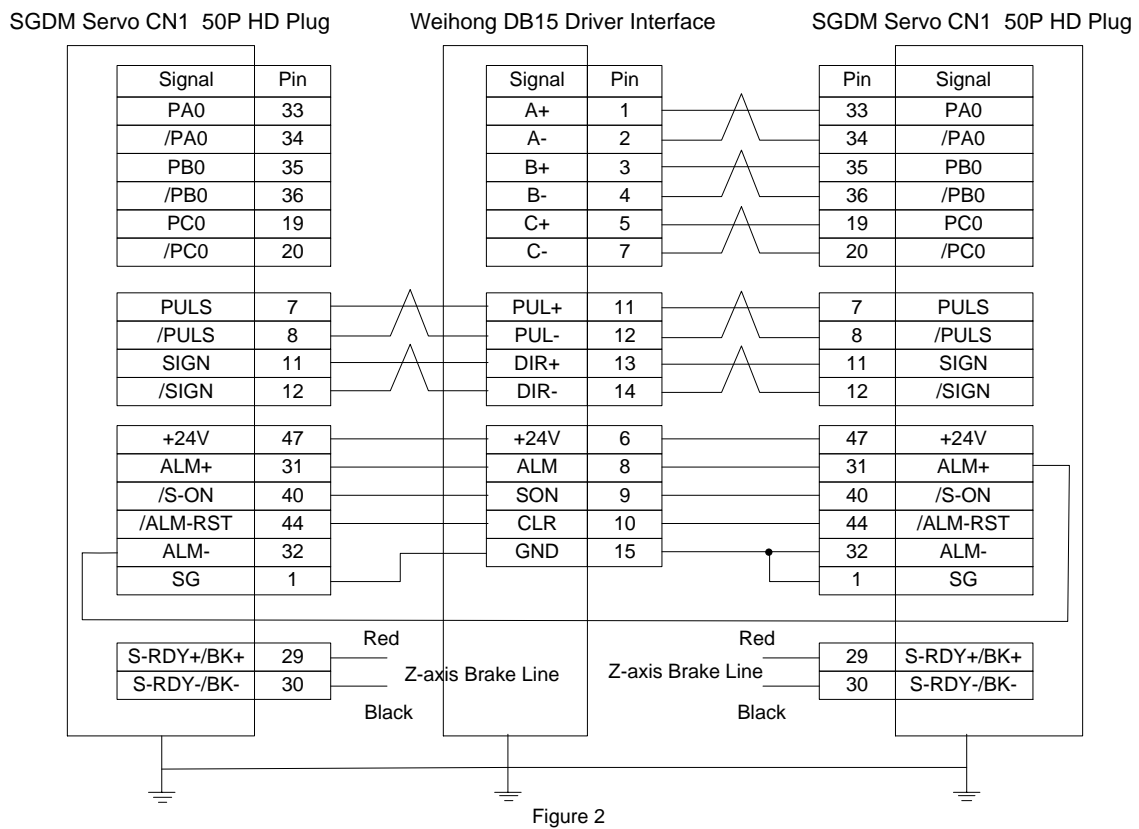 SGDM Servo CN1 50P HD Plug Weihong DB15 Driver Interface SGDM Servo CN1 50P HD Plug
Signal Pin Signal Pin Pin Signal
PA0 33 A+ 1 33 PA0
/PA0 34 A- 2 34 /PA0
PB0 35 B+ 3 35 PB0
/PB0 36 B- 4 36 /PB0
PC0 19 C+ 5 19 PC0
/PC0 20 C- 7 20 /PC0
PULS 7 PUL+ 11 7 PULS
/PULS 8 PUL- 12 8 /PULS
SIGN 11 DIR+ 13 11 SIGN
/SIGN 12 DIR- 14 12 /SIGN
+24V 47 +24V 6 47 +24V
ALM+ 31 ALM 8 31 ALM+
/S-ON 40 SON 9 40 /S-ON
/ALM-RST 44 CLR 10 44 /ALM-RST
ALM- 32 GND 15 32 ALM-
SG 1 1 SG
Red Red
S-RDY+/BK+ 29 29 S-RDY+/BK+
Z-axis Brake Line Z-axis Brake Line
S-RDY-/BK- 30 30 S-RDY-/BK-
Black Black
Figure 2